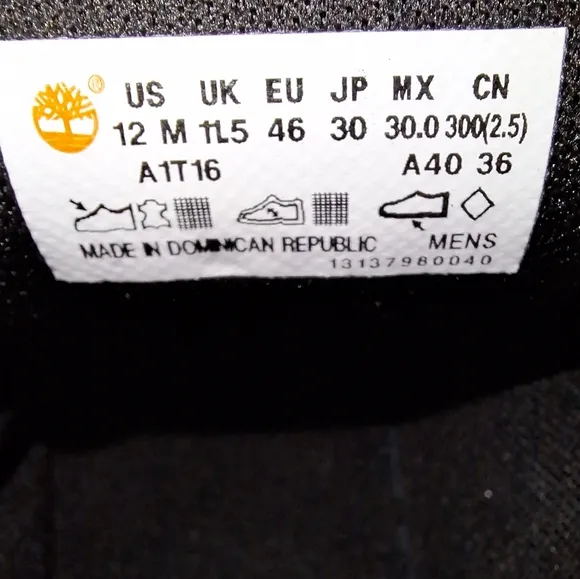 ® US UK EU JP MX CN
12 M 11.5 46 30 30.0 300(2.5)
A1T16 A40 36
MADE IN DOMINICAN REPUBLIC MENS
13137980040